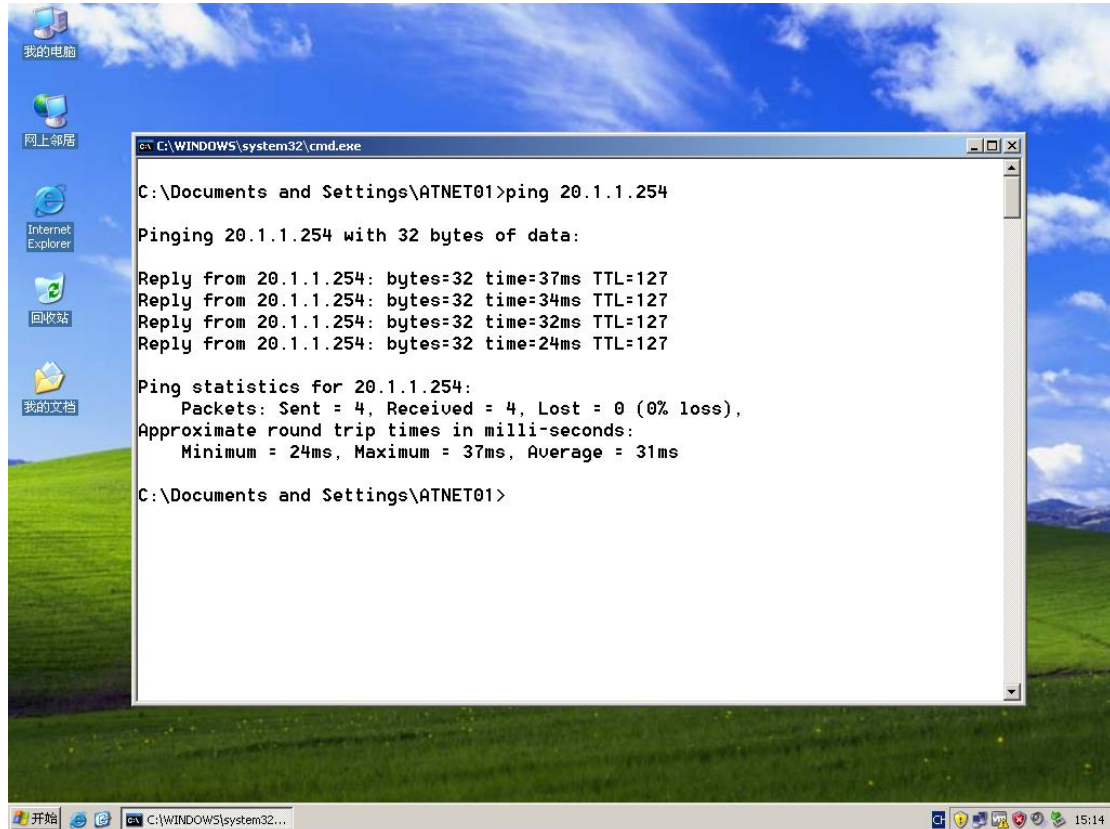 我的电脑
网上邻居
Internet
Explorer
回收站
我的文档
C:\WINDOWS\system32\cmd.exe
C:\Documents and Settings\ATNET01>ping 20.1.1.254
Pinging 20.1.1.254 with 32 bytes of data:
Reply from 20.1.1.254: bytes=32 time=37ms TTL=127
Reply from 20.1.1.254: bytes=32 time=34ms TTL=127
Reply from 20.1.1.254: bytes=32 time=32ms TTL=127
Reply from 20.1.1.254: bytes=32 time=24ms TTL=127
Ping statistics for 20.1.1.254:
Packets: Sent = 4, Received = 4, Lost = 0 (0% loss),
Approximate round trip times in milli-seconds:
Minimum = 24ms, Maximum = 37ms, Average = 31ms
C:\Documents and Settings\ATNET01>
开始
C:\WINDOWS\system32...
CH
15:14